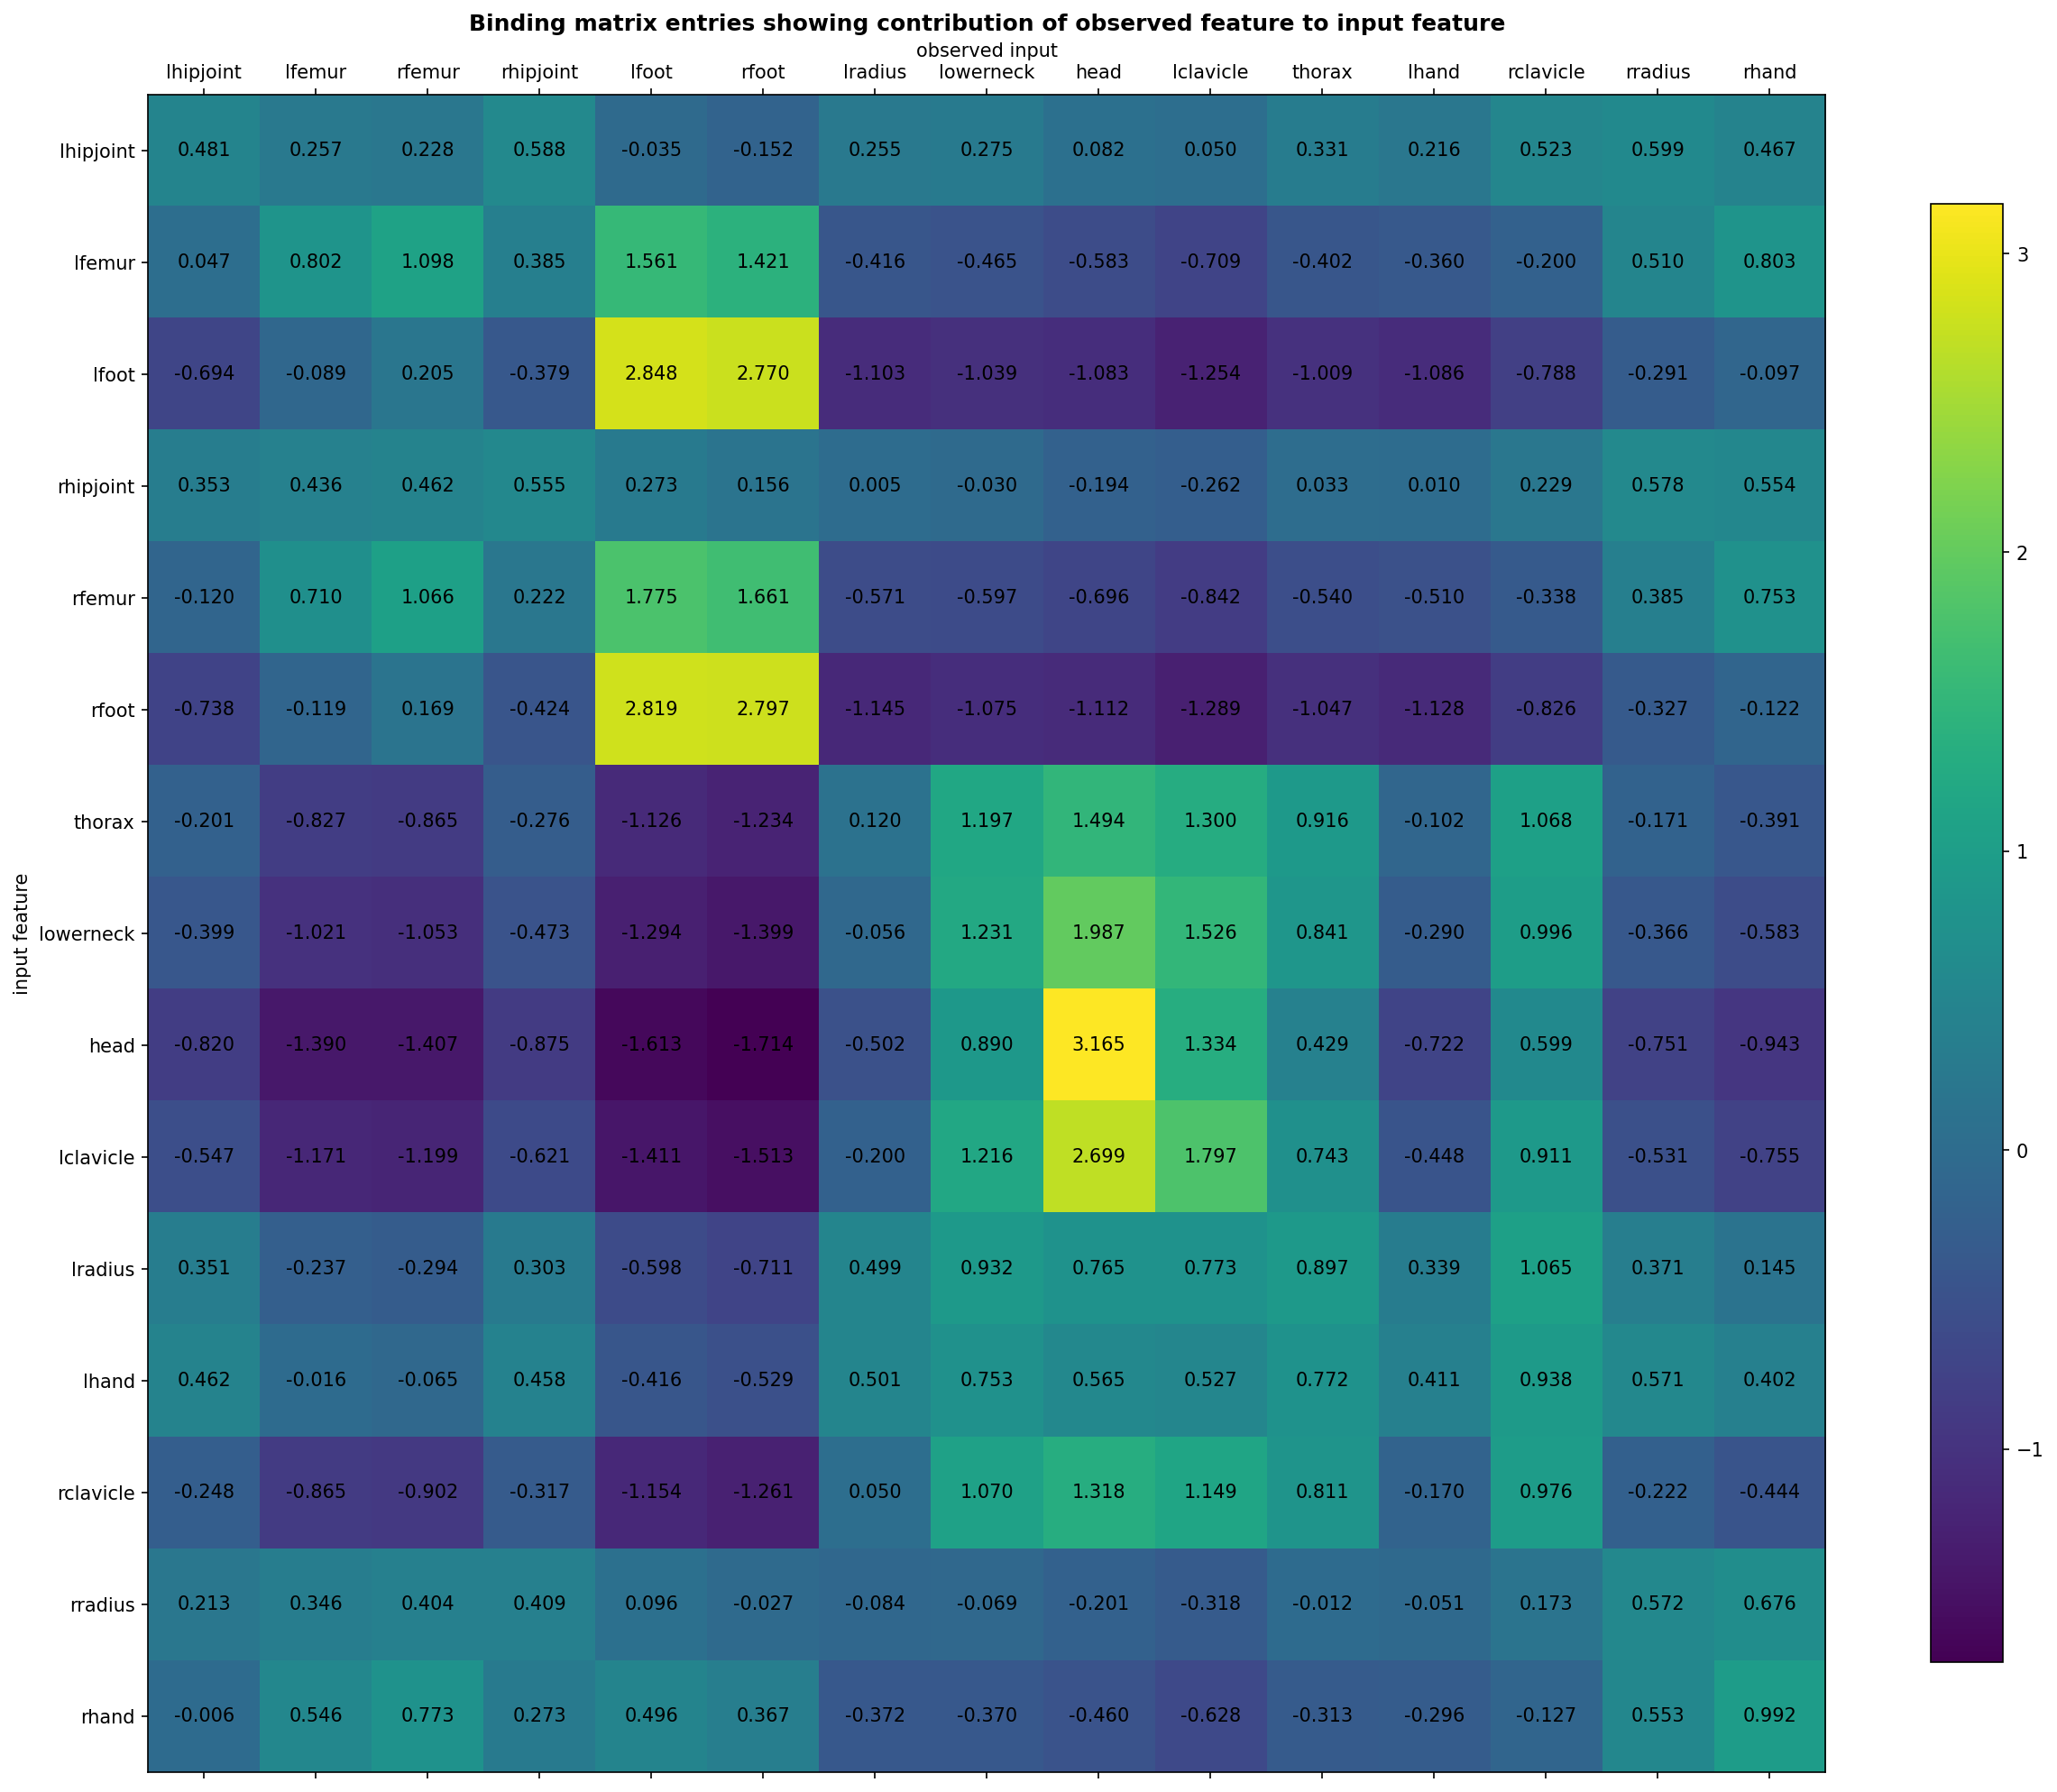 Binding matrix entries showing contribution of observed feature to input feature
observed input
lhipjoint lfemur rfemur rhipjoint lfoot rfoot lradius lowerneck head lclavicle thorax lhand rclavicle rradius rhand
lhipjoint 0.481 0.257 0.228 0.588 -0.035 -0.152 0.255 0.275 0.082 0.050 0.331 0.216 0.523 0.599 0.467
lfemur 0.047 0.802 1.098 0.385 1.561 1.421 -0.416 -0.465 -0.583 -0.709 -0.402 -0.360 -0.200 0.510 0.803
lfoot -0.694 -0.089 0.205 -0.379 2.848 2.770 -1.103 -1.039 -1.083 -1.254 -1.009 -1.086 -0.788 -0.291 -0.097
rhipjoint 0.353 0.436 0.462 0.555 0.273 0.156 0.005 -0.030 -0.194 -0.262 0.033 0.010 0.229 0.578 0.554
rfemur -0.120 0.710 1.066 0.222 1.775 1.661 -0.571 -0.597 -0.696 -0.842 -0.540 -0.510 -0.338 0.385 0.753
rfoot -0.738 -0.119 0.169 -0.424 2.819 2.797 -1.145 -1.075 -1.112 -1.289 -1.047 -1.128 -0.826 -0.327 -0.122
thorax -0.201 -0.827 -0.865 -0.276 -1.126 -1.234 0.120 1.197 1.494 1.300 0.916 -0.102 1.068 -0.171 -0.391
lowerneck -0.399 -1.021 -1.053 -0.473 -1.294 -1.399 -0.056 1.231 1.987 1.526 0.841 -0.290 0.996 -0.366 -0.583
head -0.820 -1.390 -1.407 -0.875 -1.613 -1.714 -0.502 0.890 3.165 1.334 0.429 -0.722 0.599 -0.751 -0.943
lclavicle -0.547 -1.171 -1.199 -0.621 -1.411 -1.513 -0.200 1.216 2.699 1.797 0.743 -0.448 0.911 -0.531 -0.755
lradius 0.351 -0.237 -0.294 0.303 -0.598 -0.711 0.499 0.932 0.765 0.773 0.897 0.339 1.065 0.371 0.145
lhand 0.462 -0.016 -0.065 0.458 -0.416 -0.529 0.501 0.753 0.565 0.527 0.772 0.411 0.938 0.571 0.402
rclavicle -0.248 -0.865 -0.902 -0.317 -1.154 -1.261 0.050 1.070 1.318 1.149 0.811 -0.170 0.976 -0.222 -0.444
rradius 0.213 0.346 0.404 0.409 0.096 -0.027 -0.084 -0.069 -0.201 -0.318 -0.012 -0.051 0.173 0.572 0.676
rhand -0.006 0.546 0.773 0.273 0.496 0.367 -0.372 -0.370 -0.460 -0.628 -0.313 -0.296 -0.127 0.553 0.992
input feature
3
2
1
0
−1